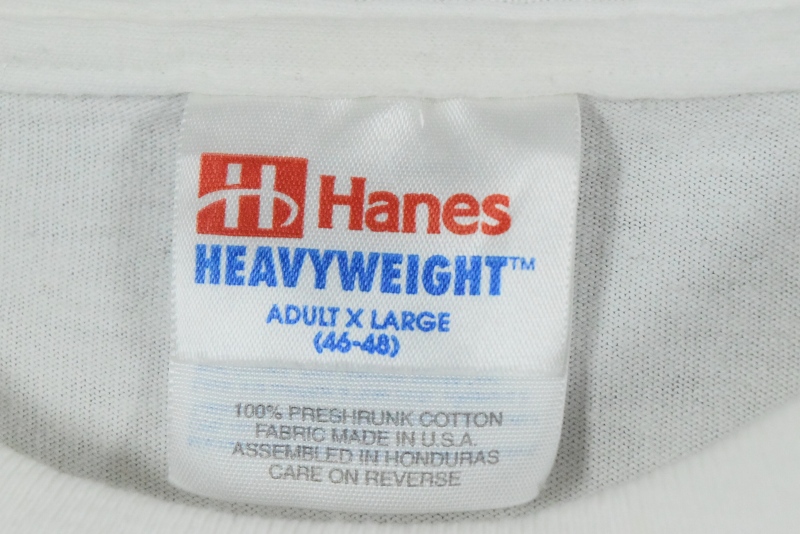 H Hanes
HEAVYWEIGHT™
ADULT X LARGE
(46-48)
100% PRESHRUNK COTTON
FABRIC MADE IN U.S.A.
ASSEMBLED IN HONDURAS
CARE ON REVERSE